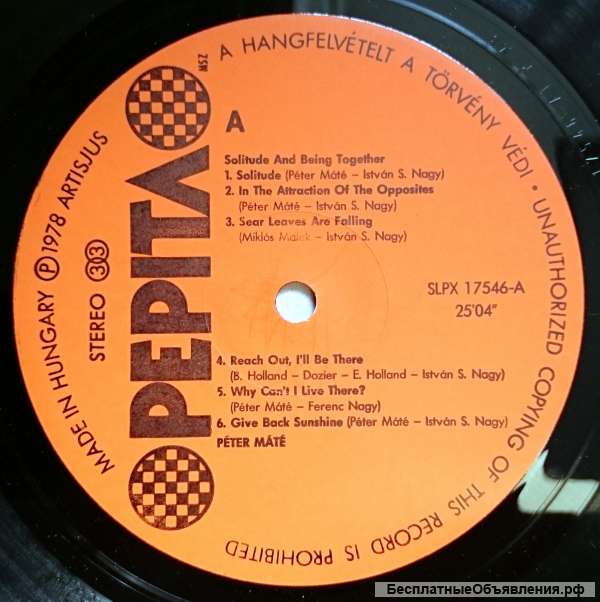 A HANGFELVÉTELT A TÖRVÉNY VÉDI • UNAUTHORIZED COPYING OF THIS RECORD IS PROHIBITED
MADE IN HUNGARY Ⓟ 1978 ARTISJUS
STEREO 33
PEPITA
MSZ
A
Solitude And Being Together
1. Solitude (Péter Máté – István S. Nagy)
2. In The Attraction Of The Opposites
(Péter Máté – István S. Nagy)
3. Sear Leaves Are Falling
(Miklós Malek – István S. Nagy)
SLPX 17546-A
25'04"
4. Reach Out, I'll Be There
(B. Holland – Dozier – E. Holland – István S. Nagy)
5. Why Can't I Live There?
(Péter Máté – Ferenc Nagy)
6. Give Back Sunshine (Péter Máté – István S. Nagy)
PÉTER MÁTÉ
БесплатныеОбъявления.рф